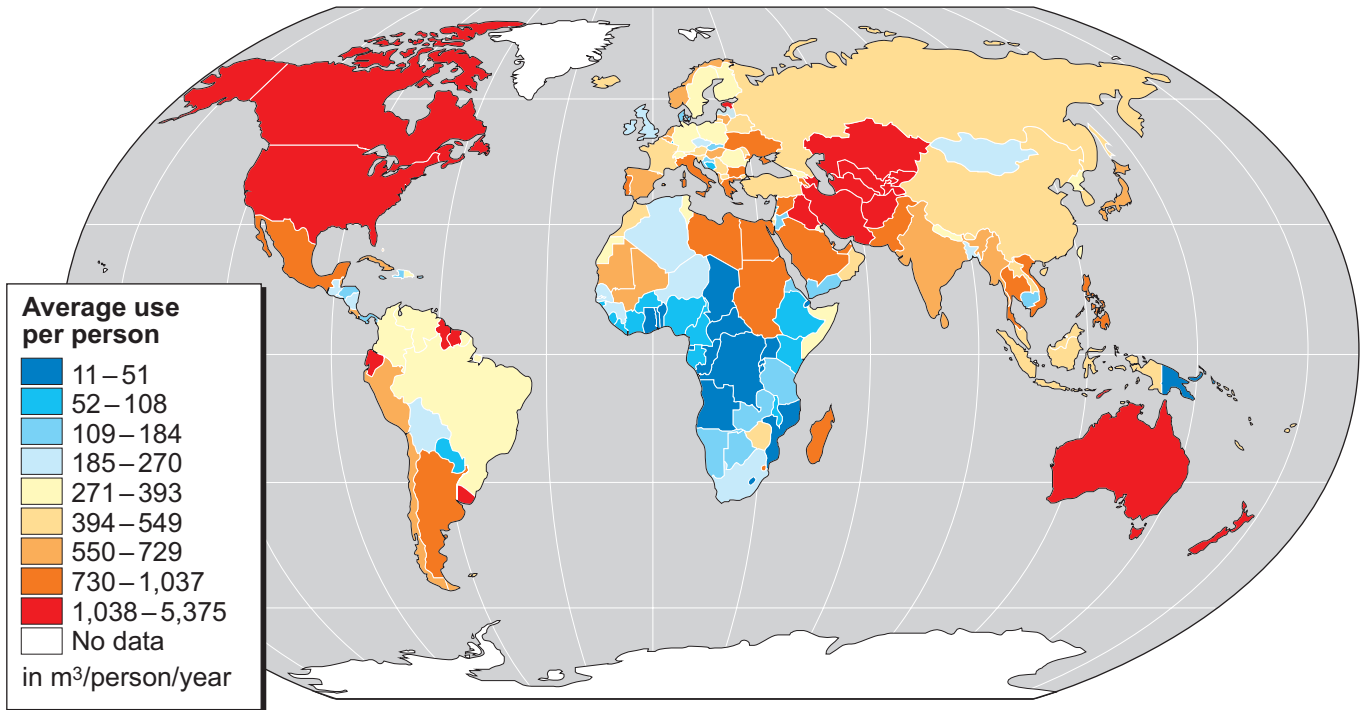 Average use
per person
11–51
52–108
109–184
185–270
271–393
394–549
550–729
730–1,037
1,038–5,375
No data
in m³/person/year